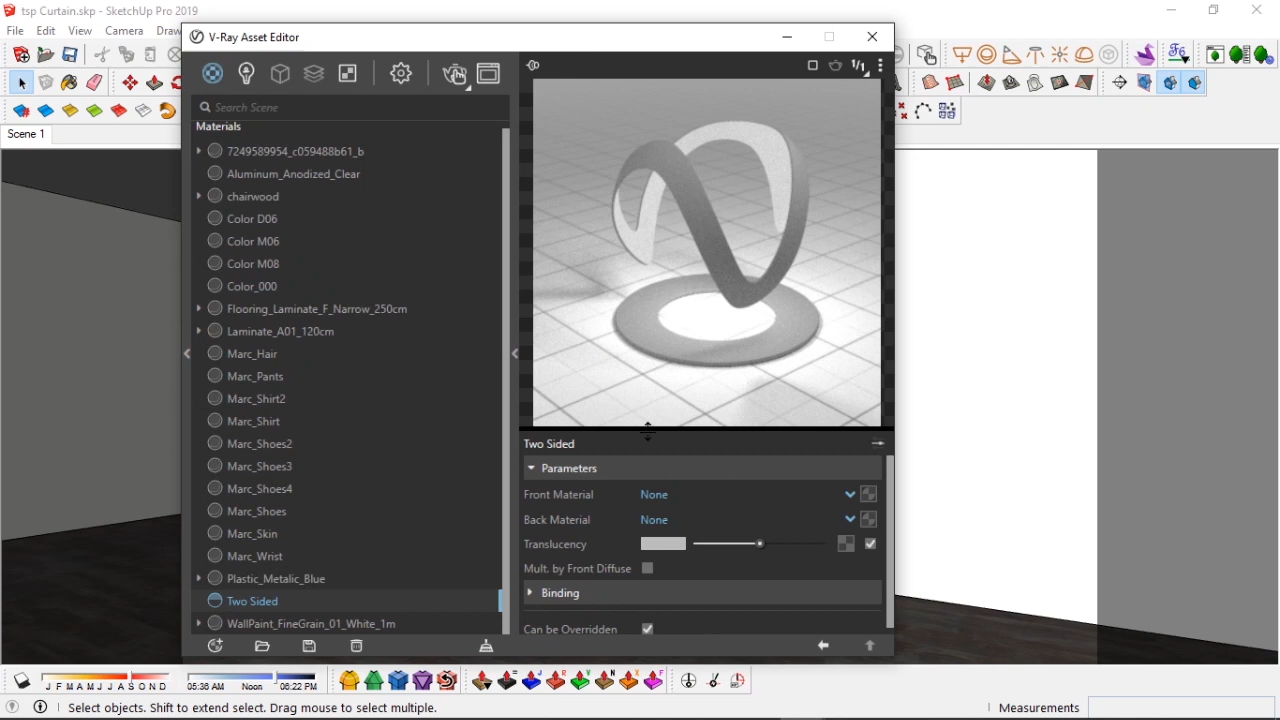 tsp Curtain.skp - SketchUp Pro 2019
File Edit View Camera Draw
Scene 1
V-Ray Asset Editor
1/1
Search Scene
Materials
7249589954_c059488b61_b
Aluminum_Anodized_Clear
chairwood
Color D06
Color M06
Color M08
Color_000
Flooring_Laminate_F_Narrow_250cm
Laminate_A01_120cm
Marc_Hair
Marc_Pants
Marc_Shirt2
Marc_Shirt
Marc_Shoes2
Marc_Shoes3
Marc_Shoes4
Marc_Shoes
Marc_Skin
Marc_Wrist
Plastic_Metalic_Blue
Two Sided
WallPaint_FineGrain_01_White_1m
Two Sided
Parameters
Front Material None
Back Material None
Translucency
Mult. by Front Diffuse
Binding
Can be Overridden
J F M A M J J A S O N D
05:36 AM Noon 06:22 PM
Select objects. Shift to extend select. Drag mouse to select multiple.
Measurements